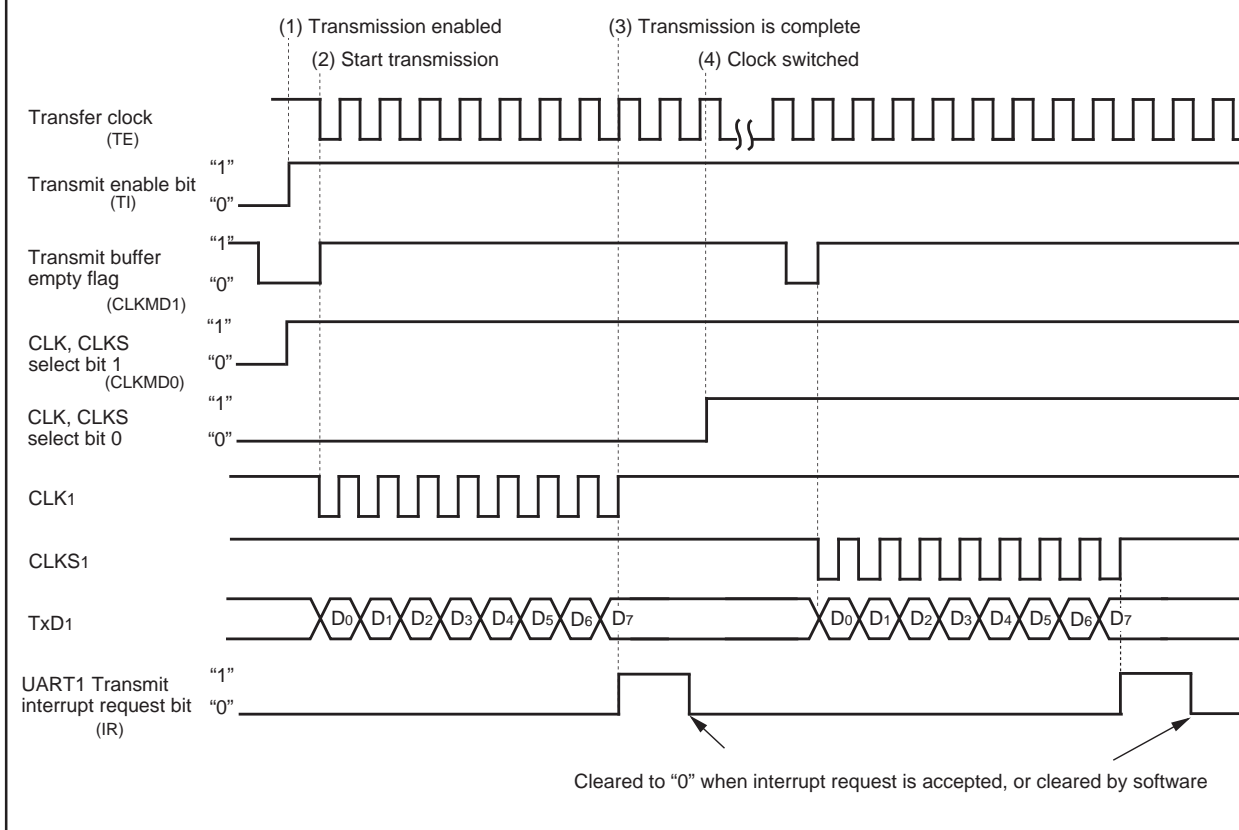 (1) Transmission enabled
(3) Transmission is complete
(2) Start transmission
(4) Clock switched
Transfer clock
(TE)
“1”
Transmit enable bit
(TI)
“0”
“1”
Transmit buffer
empty flag
“0”
(CLKMD1)
“1”
CLK, CLKS
select bit 1
“0”
(CLKMD0)
“1”
CLK, CLKS
select bit 0
“0”
CLK1
CLKS1
TxD1
D0 D1 D2 D3 D4 D5 D6 D7
D0 D1 D2 D3 D4 D5 D6 D7
UART1 Transmit
“1”
interrupt request bit
“0”
(IR)
Cleared to “0” when interrupt request is accepted, or cleared by software